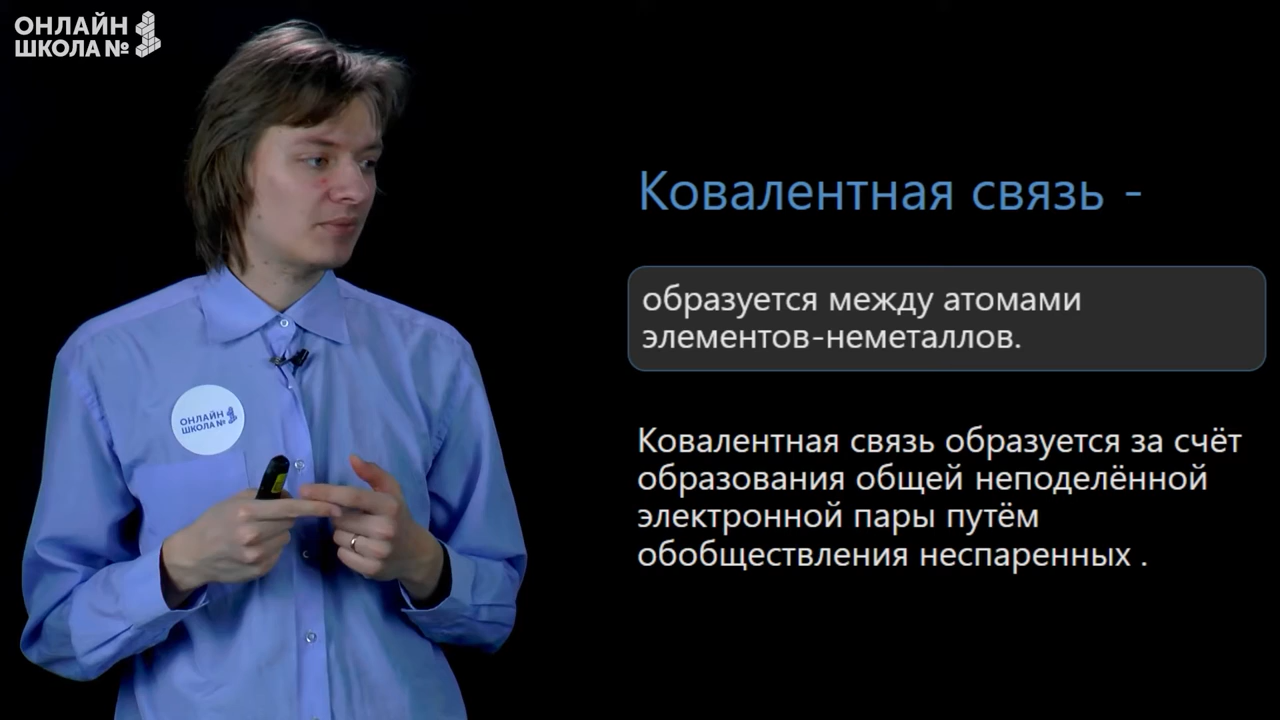 ОНЛАЙН
ШКОЛА №
Ковалентная связь -
образуется между атомами
элементов-неметаллов.
Ковалентная связь образуется за счёт
образования общей неподелённой
электронной пары путём
обобществления неспаренных .
ОНЛАЙН
ШКОЛА №